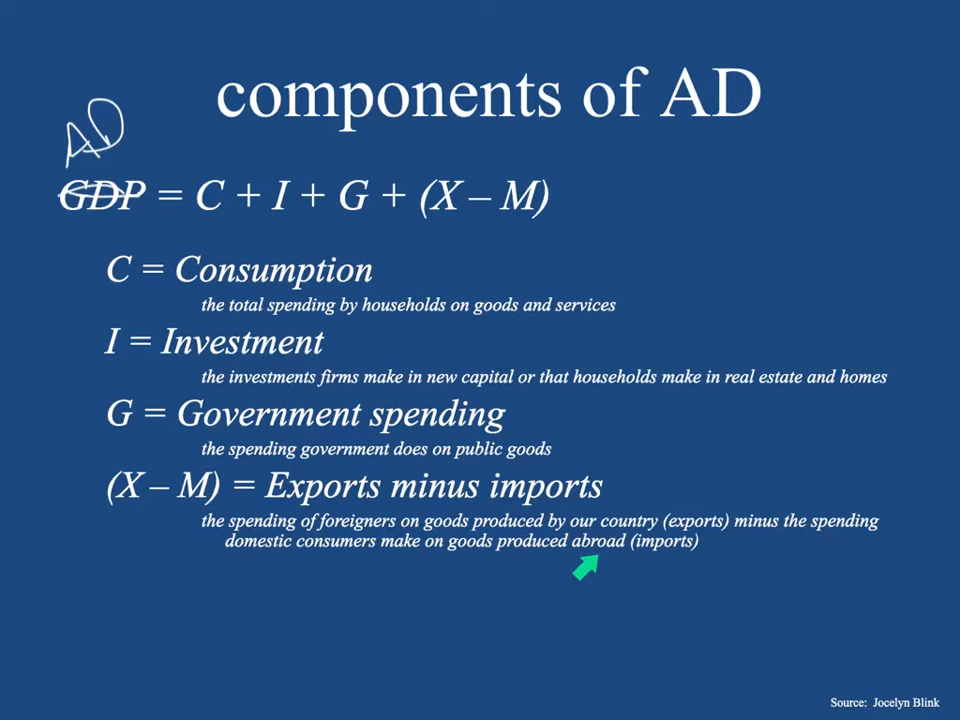 components of AD
AD
GDP = C + I + G + (X – M)
C = Consumption
the total spending by households on goods and services
I = Investment
the investments firms make in new capital or that households make in real estate and homes
G = Government spending
the spending government does on public goods
(X – M) = Exports minus imports
the spending of foreigners on goods produced by our country (exports) minus the spending
domestic consumers make on goods produced abroad (imports)
Source: Jocelyn Blink